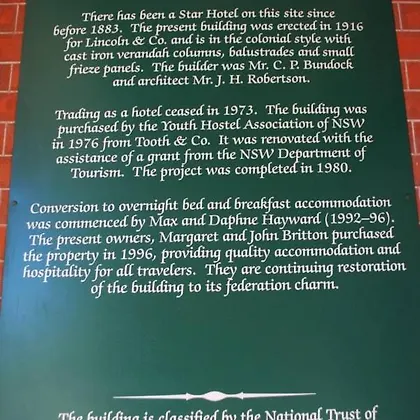 There has been a Star Hotel on this site since
before 1883. The present building was erected in 1916
for Lincoln & Co. and is in the colonial style with
cast iron verandah columns, balustrades and small
frieze panels. The builder was Mr. C. P. Bundock
and architect Mr. J. H. Robertson.
Trading as a hotel ceased in 1973. The building was
purchased by the Youth Hostel Association of NSW
in 1976 from Tooth & Co. It was renovated with the
assistance of a grant from the NSW Department of
Tourism. The project was completed in 1980.
Conversion to overnight bed and breakfast accommodation
was commenced by Max and Daphne Hayward (1992–96).
The present owners, Margaret and John Britton purchased
the property in 1996, providing quality accommodation and
hospitality for all travelers. They are continuing restoration
of the building to its federation charm.
The building is classified by the National Trust of